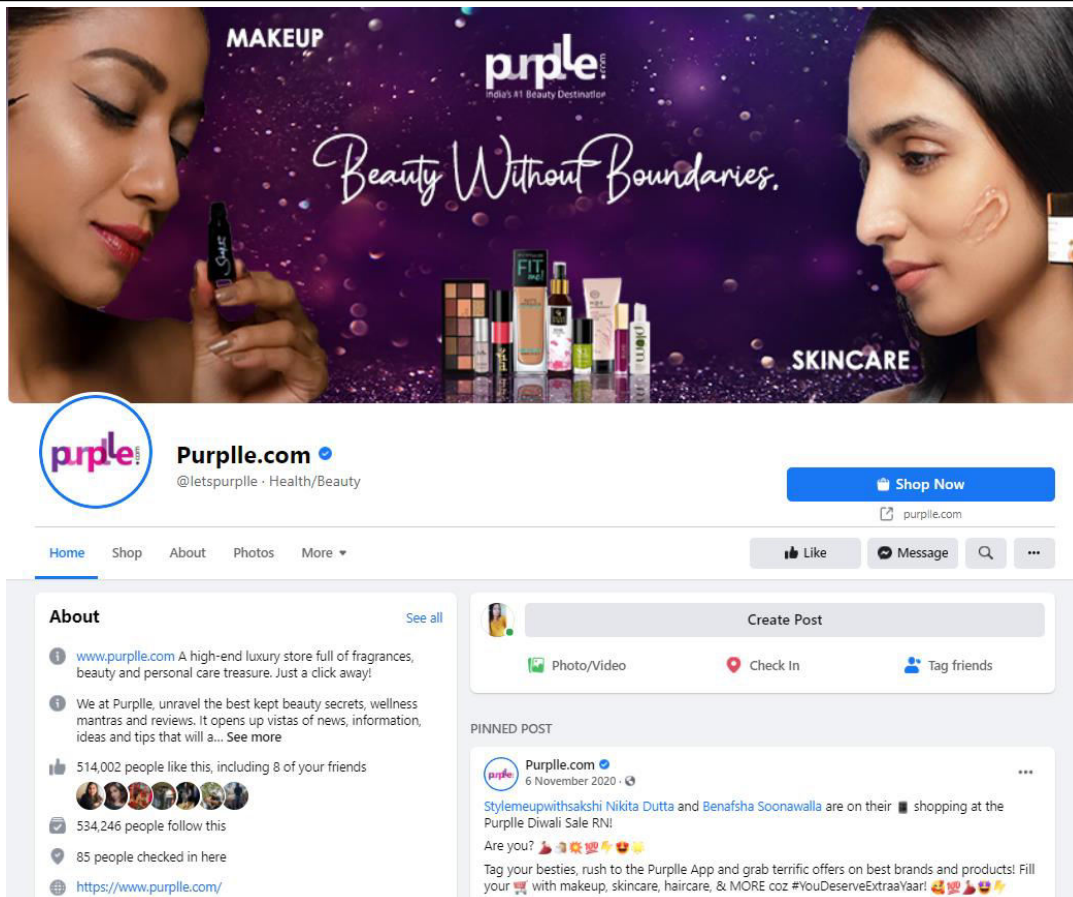 MAKEUP
purplle.com
India's #1 Beauty Destination
Beauty Without Boundaries.
FIT
plum
SKINCARE
purplle.com
Purplle.com
@letspurplle · Health/Beauty
Shop Now
purplle.com
Home Shop About Photos More
Like Message
About See all
www.purplle.com A high-end luxury store full of fragrances,
beauty and personal care treasure. Just a click away!
We at Purplle, unravel the best kept beauty secrets, wellness
mantras and reviews. It opens up vistas of news, information,
ideas and tips that will a... See more
514,002 people like this, including 8 of your friends
534,246 people follow this
85 people checked in here
https://www.purplle.com/
Create Post
Photo/Video Check In Tag friends
PINNED POST
purplle
Purplle.com
6 November 2020 ·
Stylemeupwithsakshi Nikita Dutta and Benafsha Soonawalla are on their 📱 shopping at the
Purplle Diwali Sale RN!
Are you? 💃🛍💥💯⚡🤩🌟
Tag your besties, rush to the Purplle App and grab terrific offers on best brands and products! Fill
your 🛒 with makeup, skincare, haircare, & MORE coz #YouDeserveExtraaYaar! 🥰💯💃🤩⚡